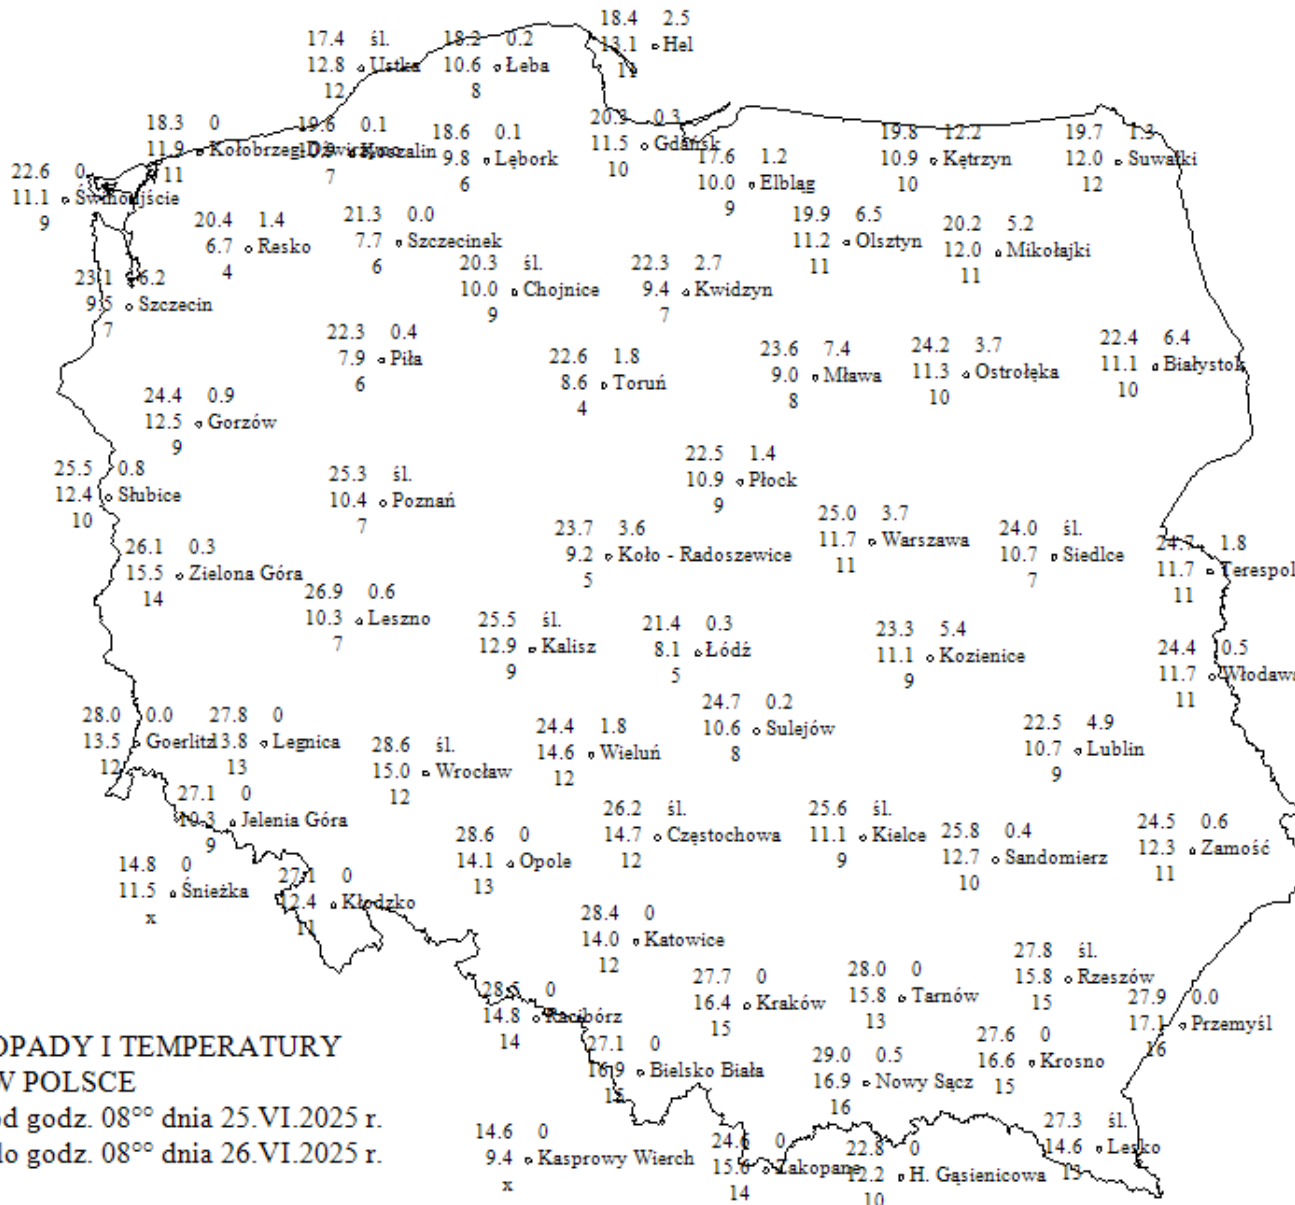 18.4 2.5
13.1 Hel
11
17.4 śl.
12.8 Ustka
12
18.2 0.2
10.6 Łeba
8
18.3 0
11.9 Kołobrzeg-Dźwirzyno
11
19.6 0.1
Koszalin
7
18.6 0.1
9.8 Lębork
6
20.3 0.3
11.5 Gdańsk
10
17.6 1.2
10.0 Elbląg
9
19.8 12.2
10.9 Kętrzyn
10
19.7 1.3
12.0 Suwałki
12
22.6 0
11.1 Świnoujście
9
20.4 1.4
6.7 Resko
4
21.3 0.0
7.7 Szczecinek
6
19.9 6.5
11.2 Olsztyn
11
20.2 5.2
12.0 Mikołajki
11
23.1 6.2
9.5 Szczecin
7
20.3 śl.
10.0 Chojnice
9
22.3 2.7
9.4 Kwidzyn
7
22.3 0.4
7.9 Piła
6
22.6 1.8
8.6 Toruń
4
23.6 7.4
9.0 Mława
8
24.2 3.7
11.3 Ostrołęka
10
22.4 6.4
11.1 Białystok
10
24.4 0.9
12.5 Gorzów
9
25.5 0.8
12.4 Słubice
10
25.3 śl.
10.4 Poznań
7
22.5 1.4
10.9 Płock
9
23.7 3.6
9.2 Koło - Radoszewice
5
25.0 3.7
11.7 Warszawa
11
24.0 śl.
10.7 Siedlce
7
24.7 1.8
11.7 Terespol
11
26.1 0.3
15.5 Zielona Góra
14
26.9 0.6
10.3 Leszno
7
25.5 śl.
12.9 Kalisz
9
21.4 0.3
8.1 Łódź
5
23.3 5.4
11.1 Kozienice
9
24.4 0.5
11.7 Włodawa
11
28.0 0.0
13.5 Goerlitz
12
27.8 0
13.8 Legnica
13
28.6 śl.
15.0 Wrocław
12
24.4 1.8
14.6 Wieluń
12
24.7 0.2
10.6 Sulejów
8
22.5 4.9
10.7 Lublin
9
27.1 0
10.3 Jelenia Góra
9
28.6 0
14.1 Opole
13
26.2 śl.
14.7 Częstochowa
12
25.6 śl.
11.1 Kielce
9
25.8 0.4
12.7 Sandomierz
10
24.5 0.6
12.3 Zamość
11
14.8 0
11.5 Śnieżka
x
27.1 0
12.4 Kłodzko
11
28.4 0
14.0 Katowice
12
28.5 0
14.8 Racibórz
14
27.7 0
16.4 Kraków
15
28.0 0
15.8 Tarnów
13
27.8 śl.
15.8 Rzeszów
15
27.9 0.0
17.1 Przemyśl
16
27.1 0
16.9 Bielsko Biała
15
29.0 0.5
16.9 Nowy Sącz
16
27.6 0
16.6 Krosno
15
14.6 0
9.4 Kasprowy Wierch
x
24.6 0
15.6 Zakopane
14
22.8 0
12.2 H. Gąsienicowa
10
27.3 śl.
14.6 Lesko
13
OPADY I TEMPERATURY
W POLSCE
od godz. 08⁰⁰ dnia 25.VI.2025 r.
do godz. 08⁰⁰ dnia 26.VI.2025 r.